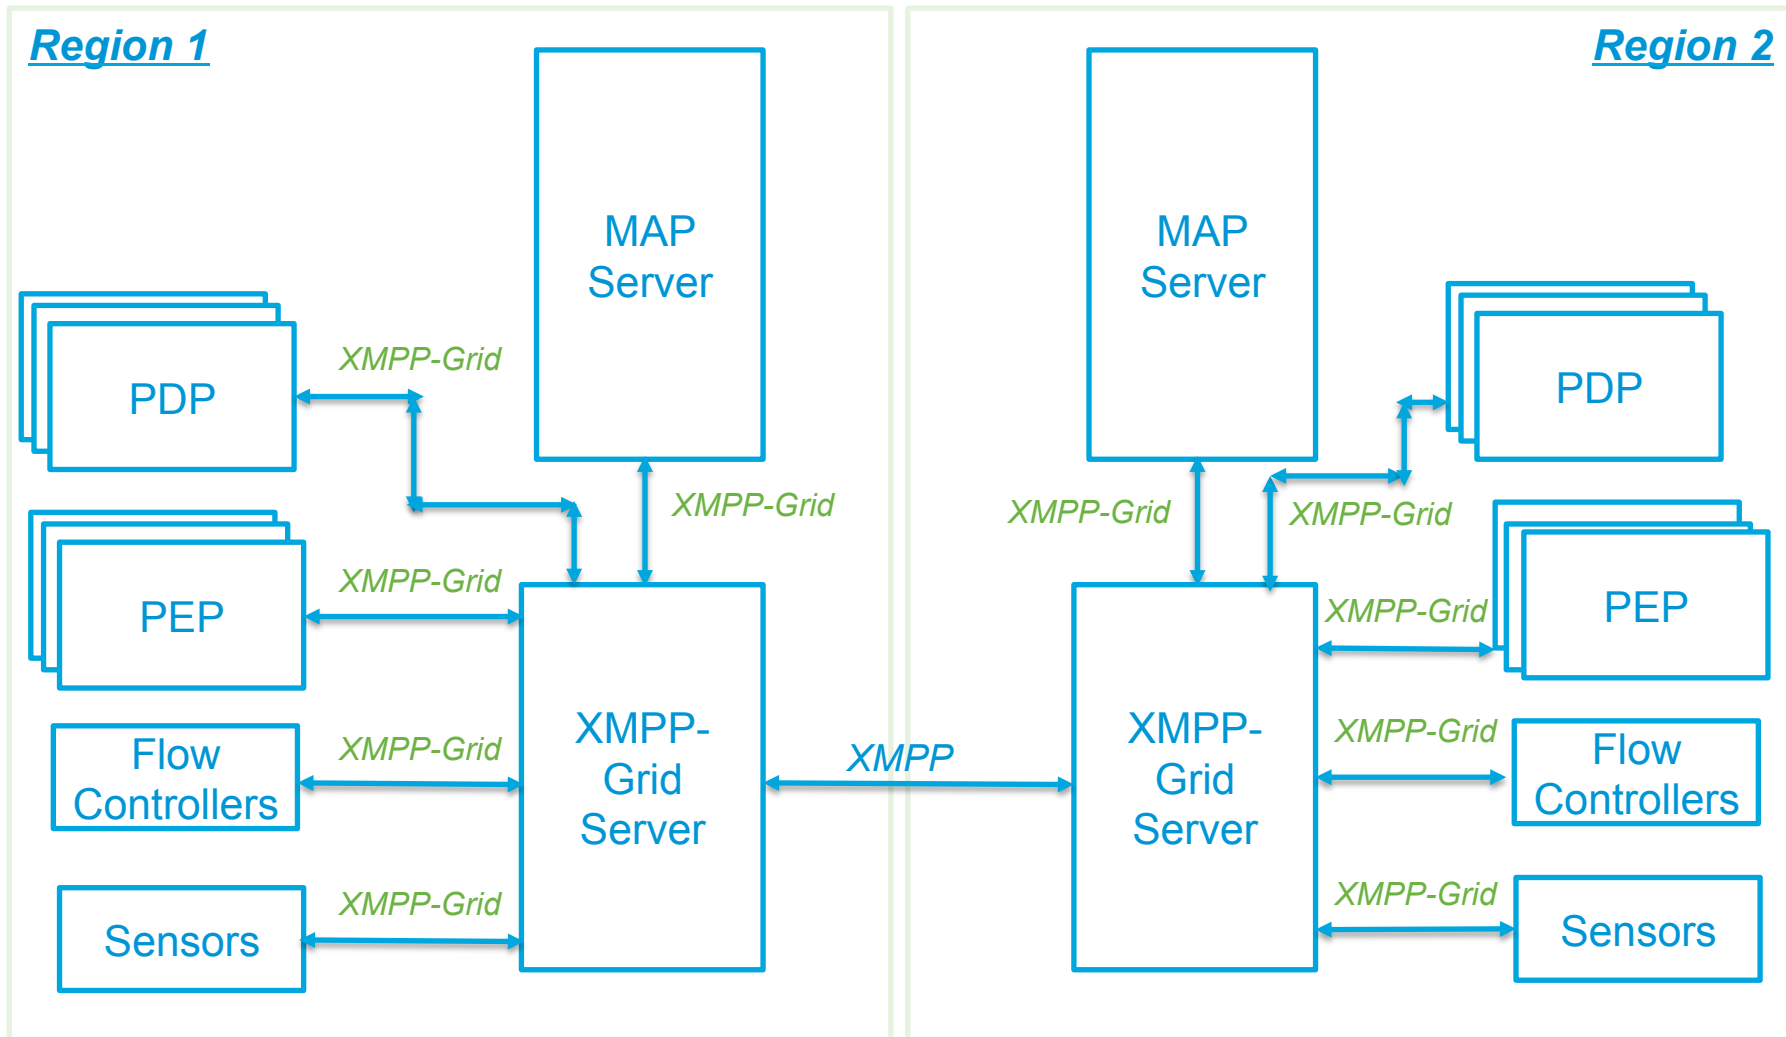 Region 1
Region 2
MAP
Server
MAP
Server
XMPP-Grid
PDP
PDP
XMPP-Grid
XMPP-Grid
XMPP-Grid
XMPP-Grid
PEP
XMPP-Grid
PEP
XMPP-
Grid
Server
XMPP-
Grid
Server
XMPP
Flow
Controllers
XMPP-Grid
XMPP-Grid
Flow
Controllers
Sensors
XMPP-Grid
XMPP-Grid
Sensors